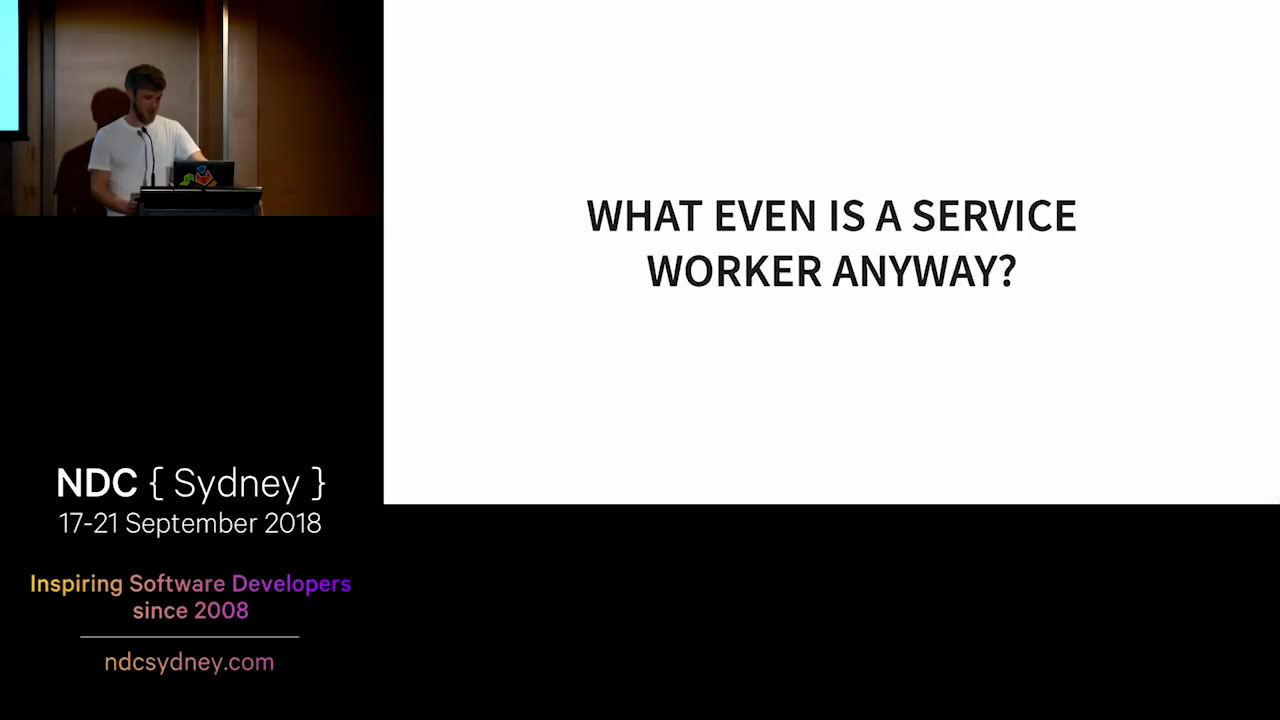 WHAT EVEN IS A SERVICE
WORKER ANYWAY?
NDC { Sydney }
17-21 September 2018
Inspiring Software Developers
since 2008
ndcsydney.com